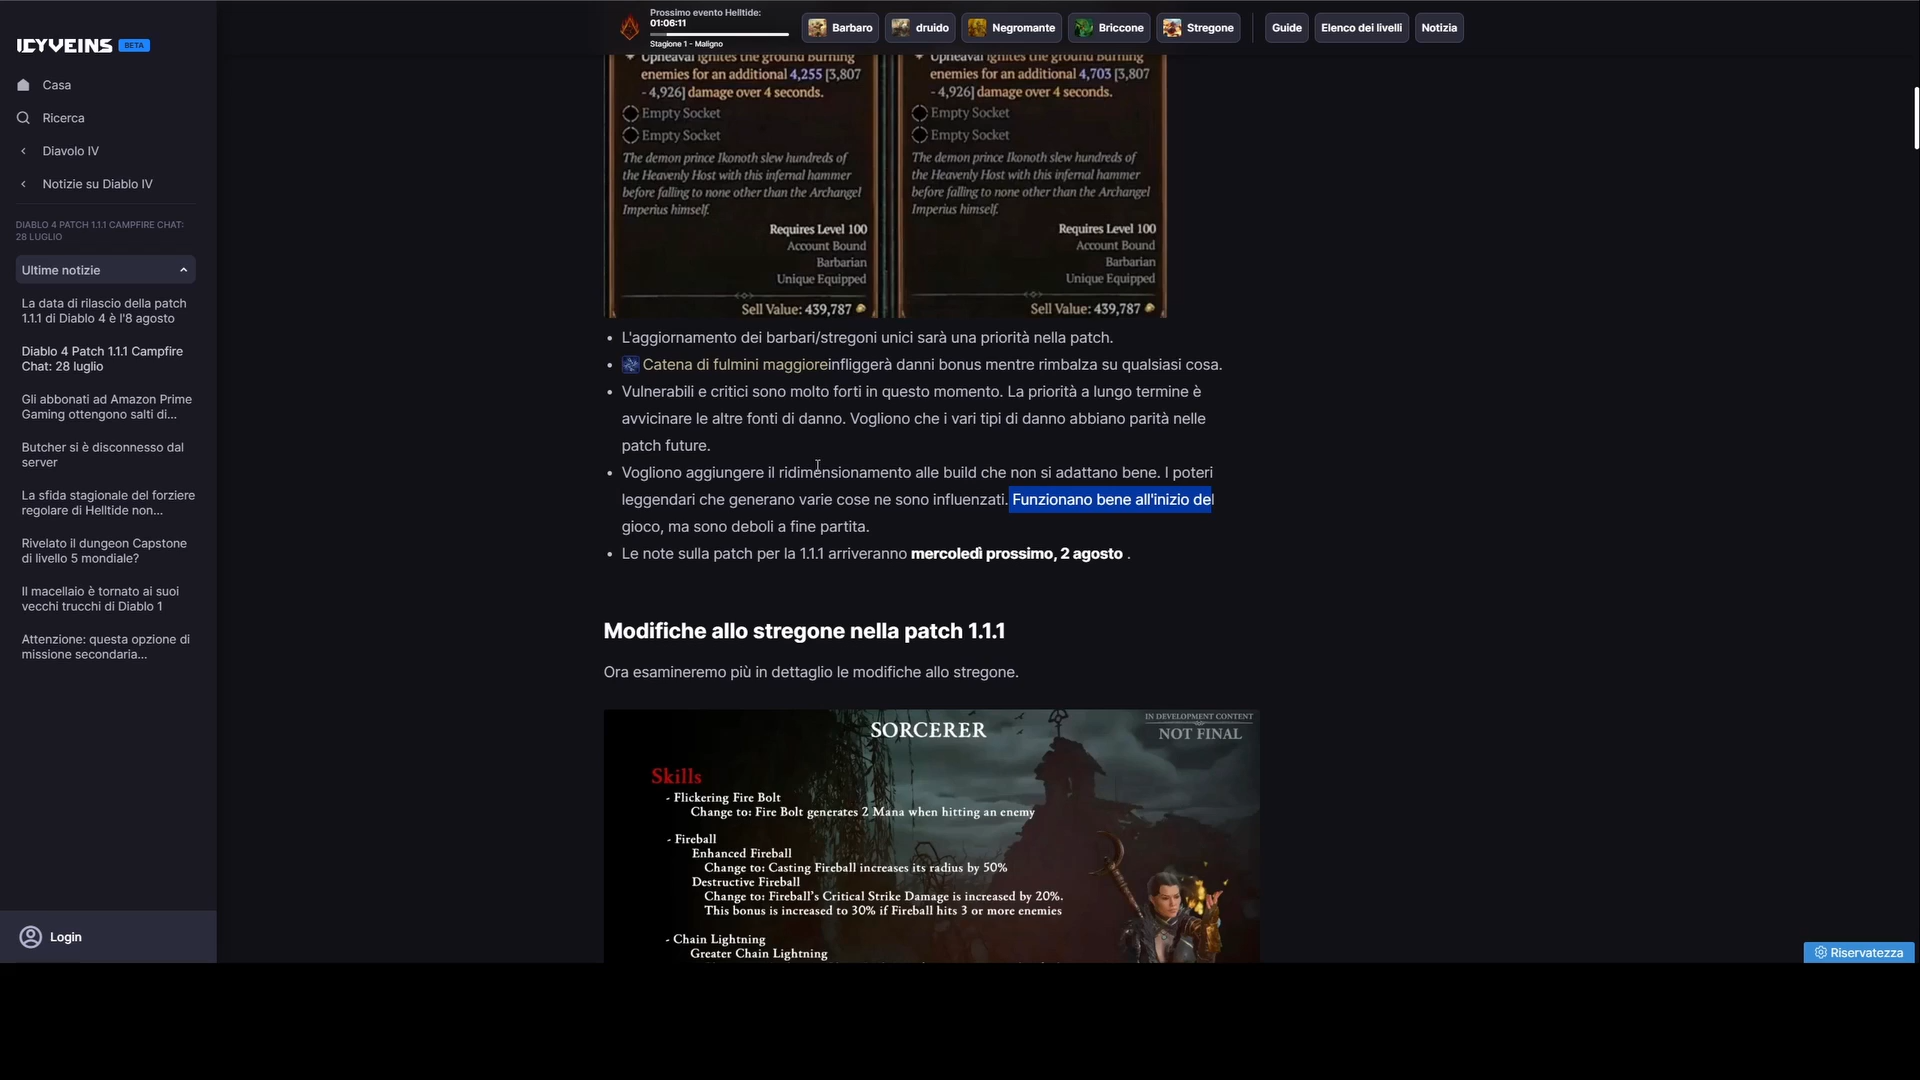 ICYVEINS BETA
Casa
Ricerca
Diavolo IV
Notizie su Diablo IV
DIABLO 4 PATCH 1.1.1 CAMPFIRE CHAT:
28 LUGLIO
Ultime notizie
La data di rilascio della patch
1.1.1 di Diablo 4 è l'8 agosto
Diablo 4 Patch 1.1.1 Campfire
Chat: 28 luglio
Gli abbonati ad Amazon Prime
Gaming ottengono salti di...
Butcher si è disconnesso dal
server
La sfida stagionale del forziere
regolare di Helltide non...
Rivelato il dungeon Capstone
di livello 5 mondiale?
Il macellaio è tornato ai suoi
vecchi trucchi di Diablo 1
Attenzione: questa opzione di
missione secondaria...
Login
Prossimo evento Helltide:
01:06:11
Stagione 1 - Maligno
Barbaro
druido
Negromante
Briccone
Stregone
Guide
Elenco dei livelli
Notizia
Upheaval ignites the ground Burning
enemies for an additional 4,255 [3,807
- 4,926] damage over 4 seconds.
Empty Socket
Empty Socket
The demon prince Ikonoth slew hundreds of
the Heavenly Host with this infernal hammer
before falling to none other than the Archangel
Imperius himself.
Requires Level 100
Account Bound
Barbarian
Unique Equipped
Sell Value: 439,787
Upheaval ignites the ground Burning
enemies for an additional 4,703 [3,807
- 4,926] damage over 4 seconds.
Empty Socket
Empty Socket
The demon prince Ikonoth slew hundreds of
the Heavenly Host with this infernal hammer
before falling to none other than the Archangel
Imperius himself.
Requires Level 100
Account Bound
Barbarian
Unique Equipped
Sell Value: 439,787
• L'aggiornamento dei barbari/stregoni unici sarà una priorità nella patch.
• Catena di fulmini maggioreinfliggerà danni bonus mentre rimbalza su qualsiasi cosa.
• Vulnerabili e critici sono molto forti in questo momento. La priorità a lungo termine è
avvicinare le altre fonti di danno. Vogliono che i vari tipi di danno abbiano parità nelle
patch future.
• Vogliono aggiungere il ridimensionamento alle build che non si adattano bene. I poteri
leggendari che generano varie cose ne sono influenzati. Funzionano bene all'inizio del
gioco, ma sono deboli a fine partita.
• Le note sulla patch per la 1.1.1 arriveranno mercoledì prossimo, 2 agosto .
Modifiche allo stregone nella patch 1.1.1
Ora esamineremo più in dettaglio le modifiche allo stregone.
SORCERER
IN DEVELOPMENT CONTENT
NOT FINAL
Skills
- Flickering Fire Bolt
Change to: Fire Bolt generates 2 Mana when hitting an enemy
- Fireball
Enhanced Fireball
Change to: Casting Fireball increases its radius by 50%
Destructive Fireball
Change to: Fireball's Critical Strike Damage is increased by 20%.
This bonus is increased to 30% if Fireball hits 3 or more enemies
- Chain Lightning
Greater Chain Lightning
Riservatezza